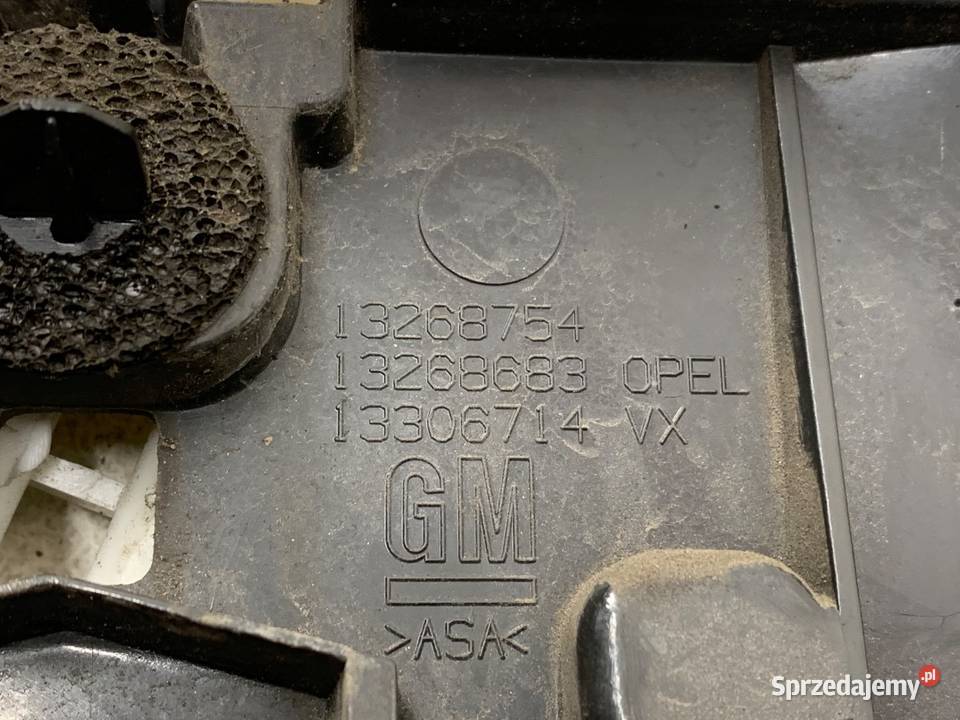 13268754
13268683 OPEL
13306714 VX
GM
>ASA<
Sprzedajemy.pl